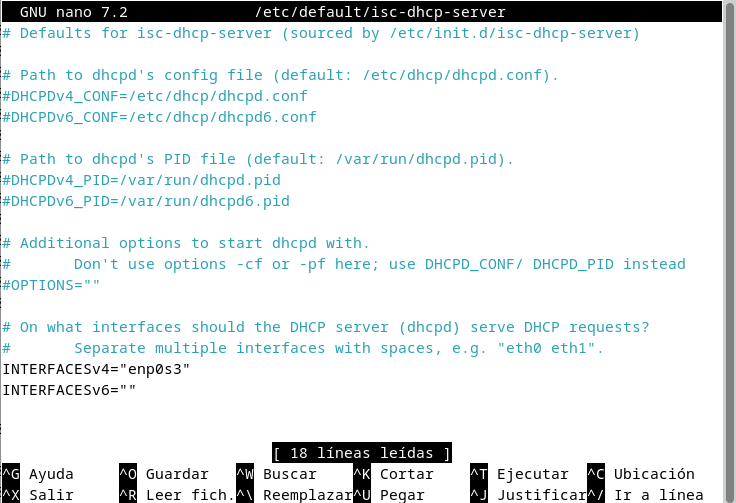 GNU nano 7.2 /etc/default/isc-dhcp-server
# Defaults for isc-dhcp-server (sourced by /etc/init.d/isc-dhcp-server)
# Path to dhcpd's config file (default: /etc/dhcp/dhcpd.conf).
#DHCPDv4_CONF=/etc/dhcp/dhcpd.conf
#DHCPDv6_CONF=/etc/dhcp/dhcpd6.conf
# Path to dhcpd's PID file (default: /var/run/dhcpd.pid).
#DHCPDv4_PID=/var/run/dhcpd.pid
#DHCPDv6_PID=/var/run/dhcpd6.pid
# Additional options to start dhcpd with.
#       Don't use options -cf or -pf here; use DHCPD_CONF/ DHCPD_PID instead
#OPTIONS=""
# On what interfaces should the DHCP server (dhcpd) serve DHCP requests?
#       Separate multiple interfaces with spaces, e.g. "eth0 eth1".
INTERFACESv4="enp0s3"
INTERFACESv6=""
[ 18 líneas leídas ]
^G Ayuda ^O Guardar ^W Buscar ^K Cortar ^T Ejecutar ^C Ubicación
^X Salir ^R Leer fich. ^\ Reemplazar ^U Pegar ^J Justificar ^/ Ir a línea